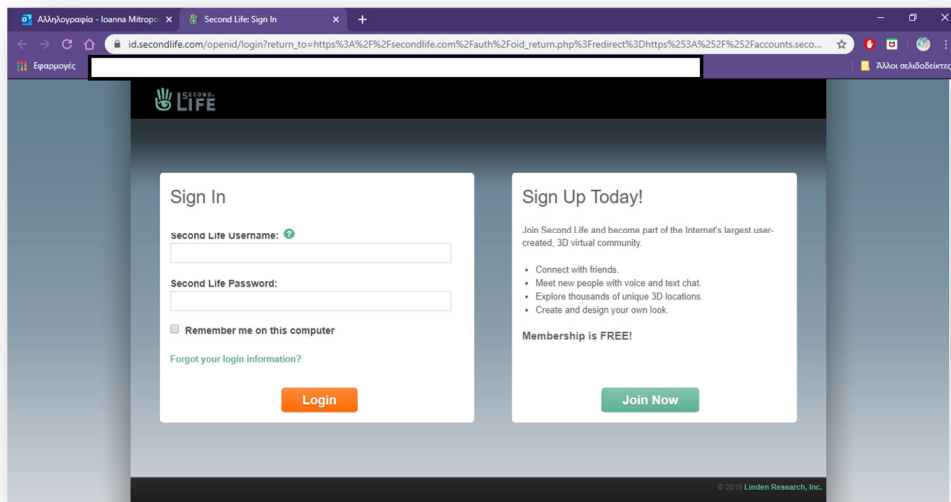 Αλληλογραφία - Ioanna Mitropo
Second Life: Sign In
id.secondlife.com/openid/login?return_to=https%3A%2F%2Fsecondlife.com%2Fauth%2Foid_return.php%3Fredirect%3Dhttps%253A%252F%252Faccounts.seco...
Εφαρμογές
Άλλοι σελιδοδείκτες
SECOND
LIFE
Sign In
Second Life Username:
Second Life Password:
Remember me on this computer
Forgot your login information?
Login
Sign Up Today!
Join Second Life and become part of the Internet's largest user-
created, 3D virtual community.
• Connect with friends.
• Meet new people with voice and text chat.
• Explore thousands of unique 3D locations.
• Create and design your own look.
Membership is FREE!
Join Now
© 2019 Linden Research, Inc.